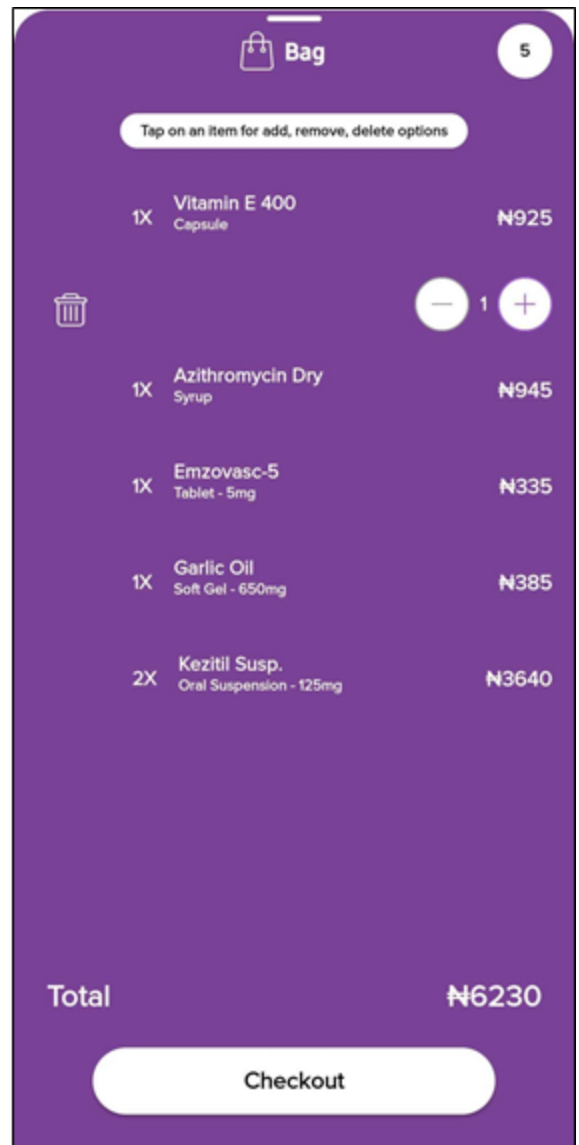 Bag
5
Tap on an item for add, remove, delete options
1X Vitamin E 400 ₦925
Capsule
1
1X Azithromycin Dry ₦945
Syrup
1X Emzovasc-5 ₦335
Tablet - 5mg
1X Garlic Oil ₦385
Soft Gel - 650mg
2X Kezitil Susp. ₦3640
Oral Suspension - 125mg
Total ₦6230
Checkout